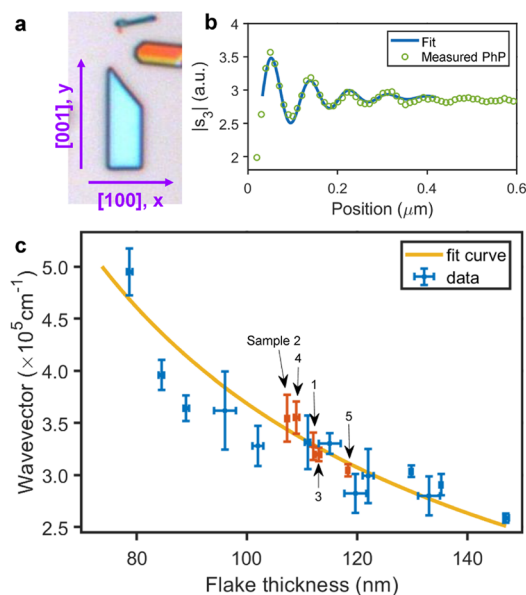 a
[001], y
[100], x
b
|s3| (a.u.)
4
3.5
3
2.5
2
Fit
Measured PhP
0
0.2
0.4
0.6
Position (μm)
c
Wavevector (×10⁵cm⁻¹)
5.0
4.5
4.0
3.5
3.0
2.5
fit curve
data
Sample 2
4
1
3
5
80
100
120
140
Flake thickness (nm)